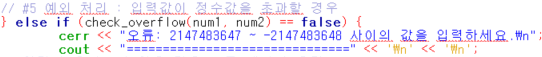 // #5 예외 처리 : 입력값이 정수값을 초과할 경우
} else if (check_overflow(num1, num2) == false) {
cerr << "오류: 2147483647 ~ -2147483648 사이의 값을 입력하세요.₩n";
cout << "==============================" << '₩n' << '₩n';